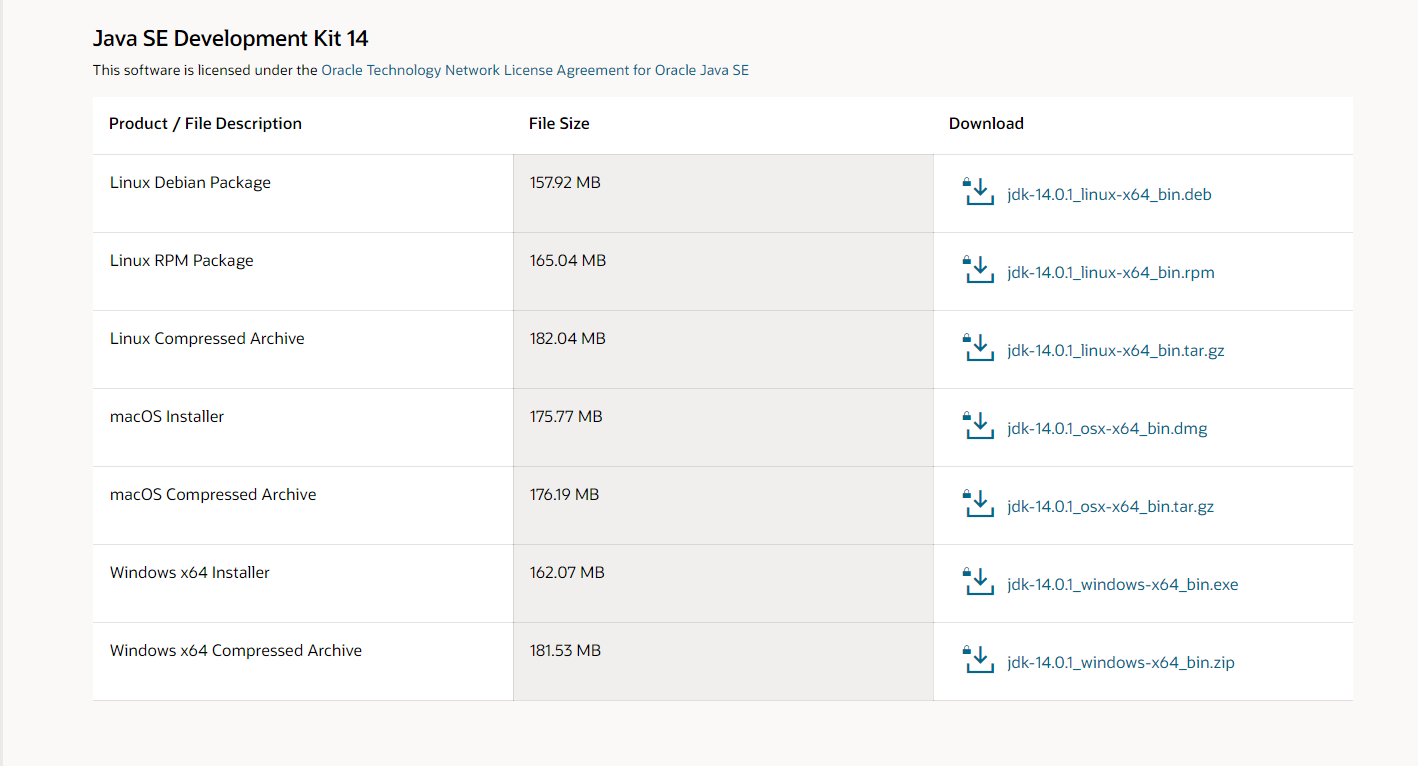 Java SE Development Kit 14
This software is licensed under the Oracle Technology Network License Agreement for Oracle Java SE
Product / File Description File Size Download
Linux Debian Package 157.92 MB jdk-14.0.1_linux-x64_bin.deb
Linux RPM Package 165.04 MB jdk-14.0.1_linux-x64_bin.rpm
Linux Compressed Archive 182.04 MB jdk-14.0.1_linux-x64_bin.tar.gz
macOS Installer 175.77 MB jdk-14.0.1_osx-x64_bin.dmg
macOS Compressed Archive 176.19 MB jdk-14.0.1_osx-x64_bin.tar.gz
Windows x64 Installer 162.07 MB jdk-14.0.1_windows-x64_bin.exe
Windows x64 Compressed Archive 181.53 MB jdk-14.0.1_windows-x64_bin.zip